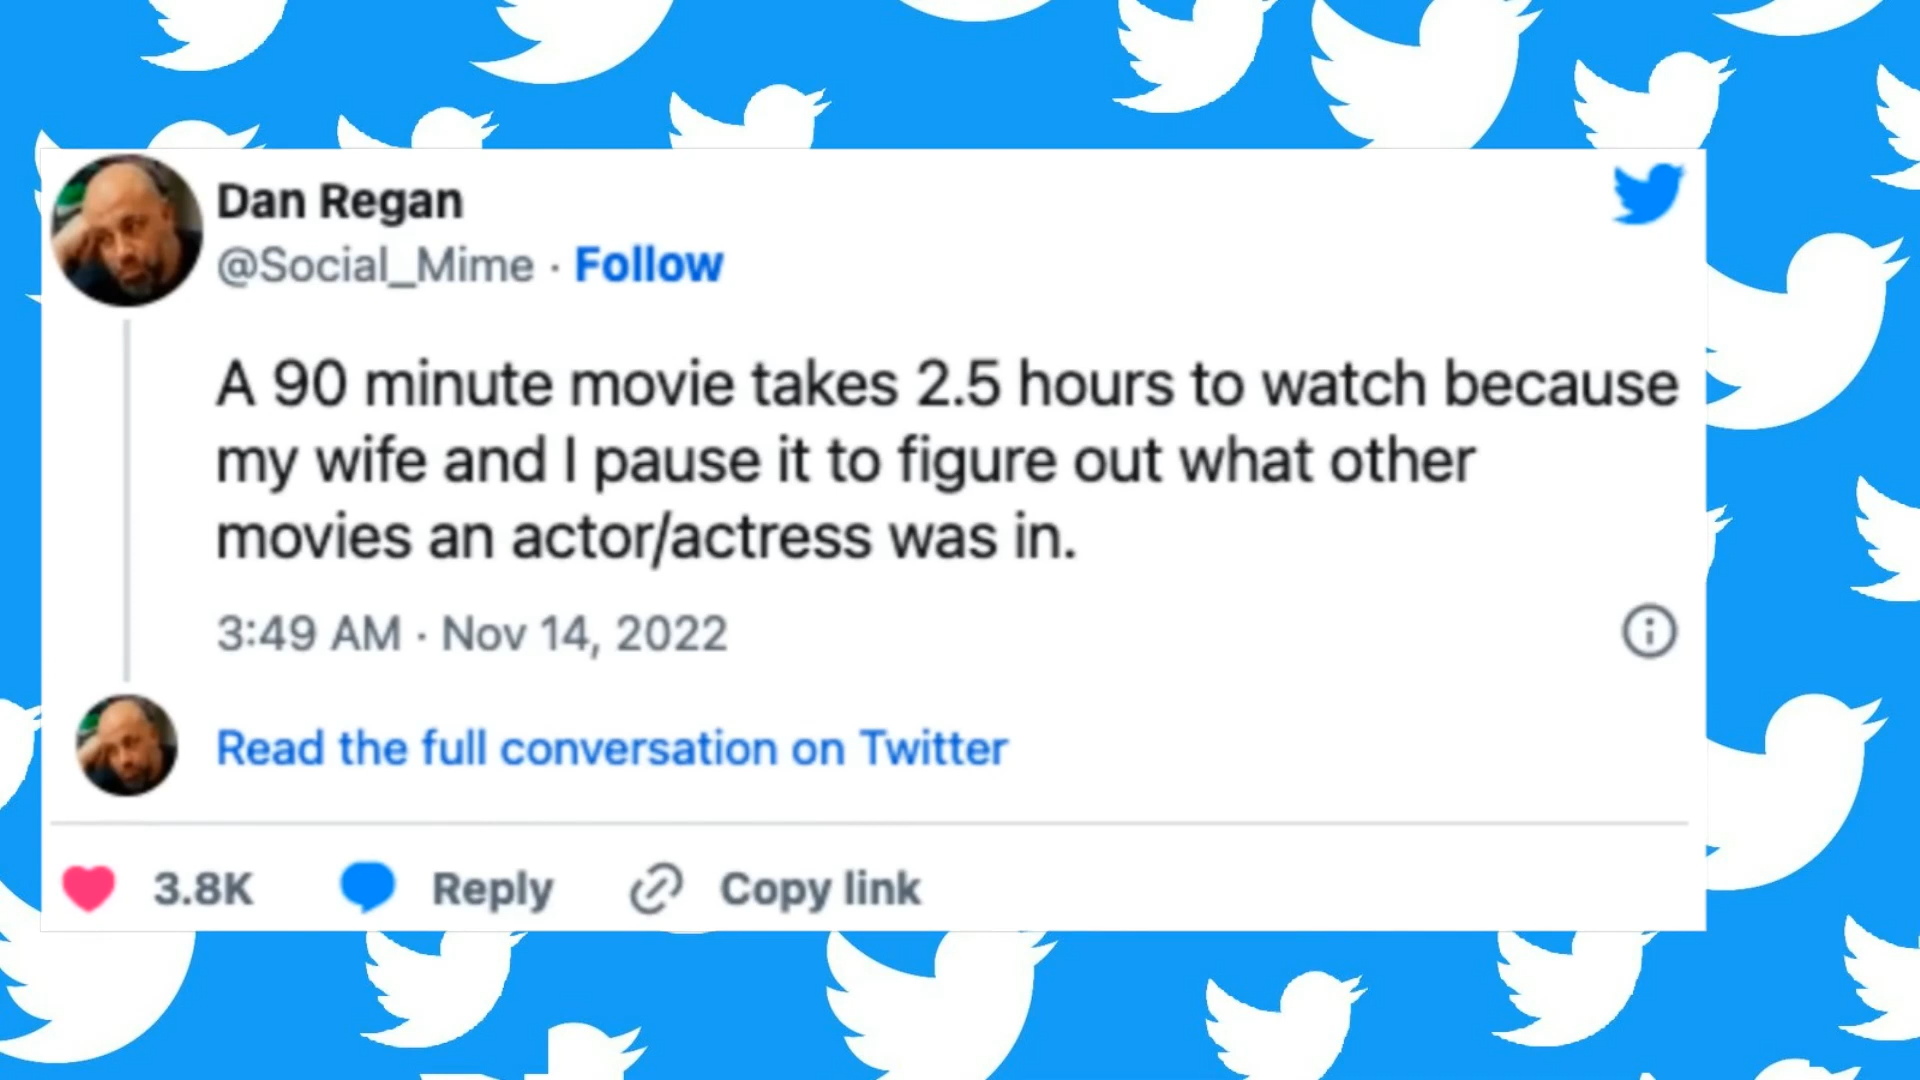 Dan Regan
@Social_Mime · Follow
A 90 minute movie takes 2.5 hours to watch because
my wife and I pause it to figure out what other
movies an actor/actress was in.
3:49 AM · Nov 14, 2022
Read the full conversation on Twitter
3.8K Reply Copy link